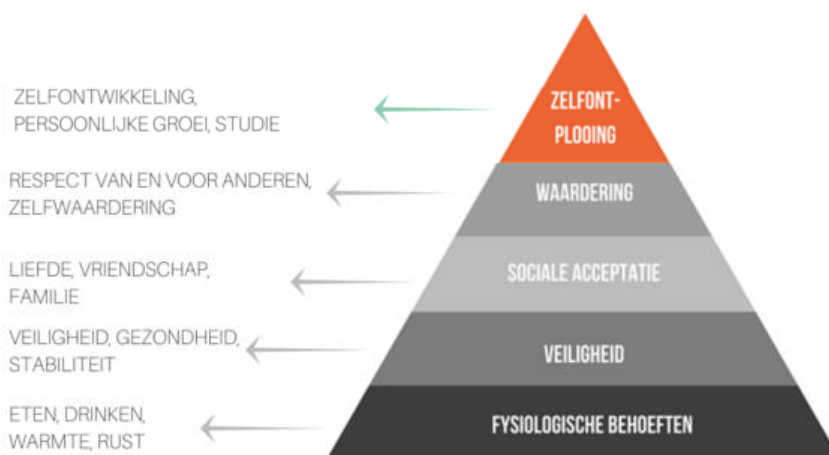 ZELFONTWIKKELING,
PERSOONLIJKE GROEI, STUDIE
ZELFONT-
PLOOING
RESPECT VAN EN VOOR ANDEREN,
ZELFWAARDERING
WAARDERING
LIEFDE, VRIENDSCHAP,
FAMILIE
SOCIALE ACCEPTATIE
VEILIGHEID, GEZONDHEID,
STABILITEIT
VEILIGHEID
ETEN, DRINKEN,
WARMTE, RUST
FYSIOLOGISCHE BEHOEFTEN